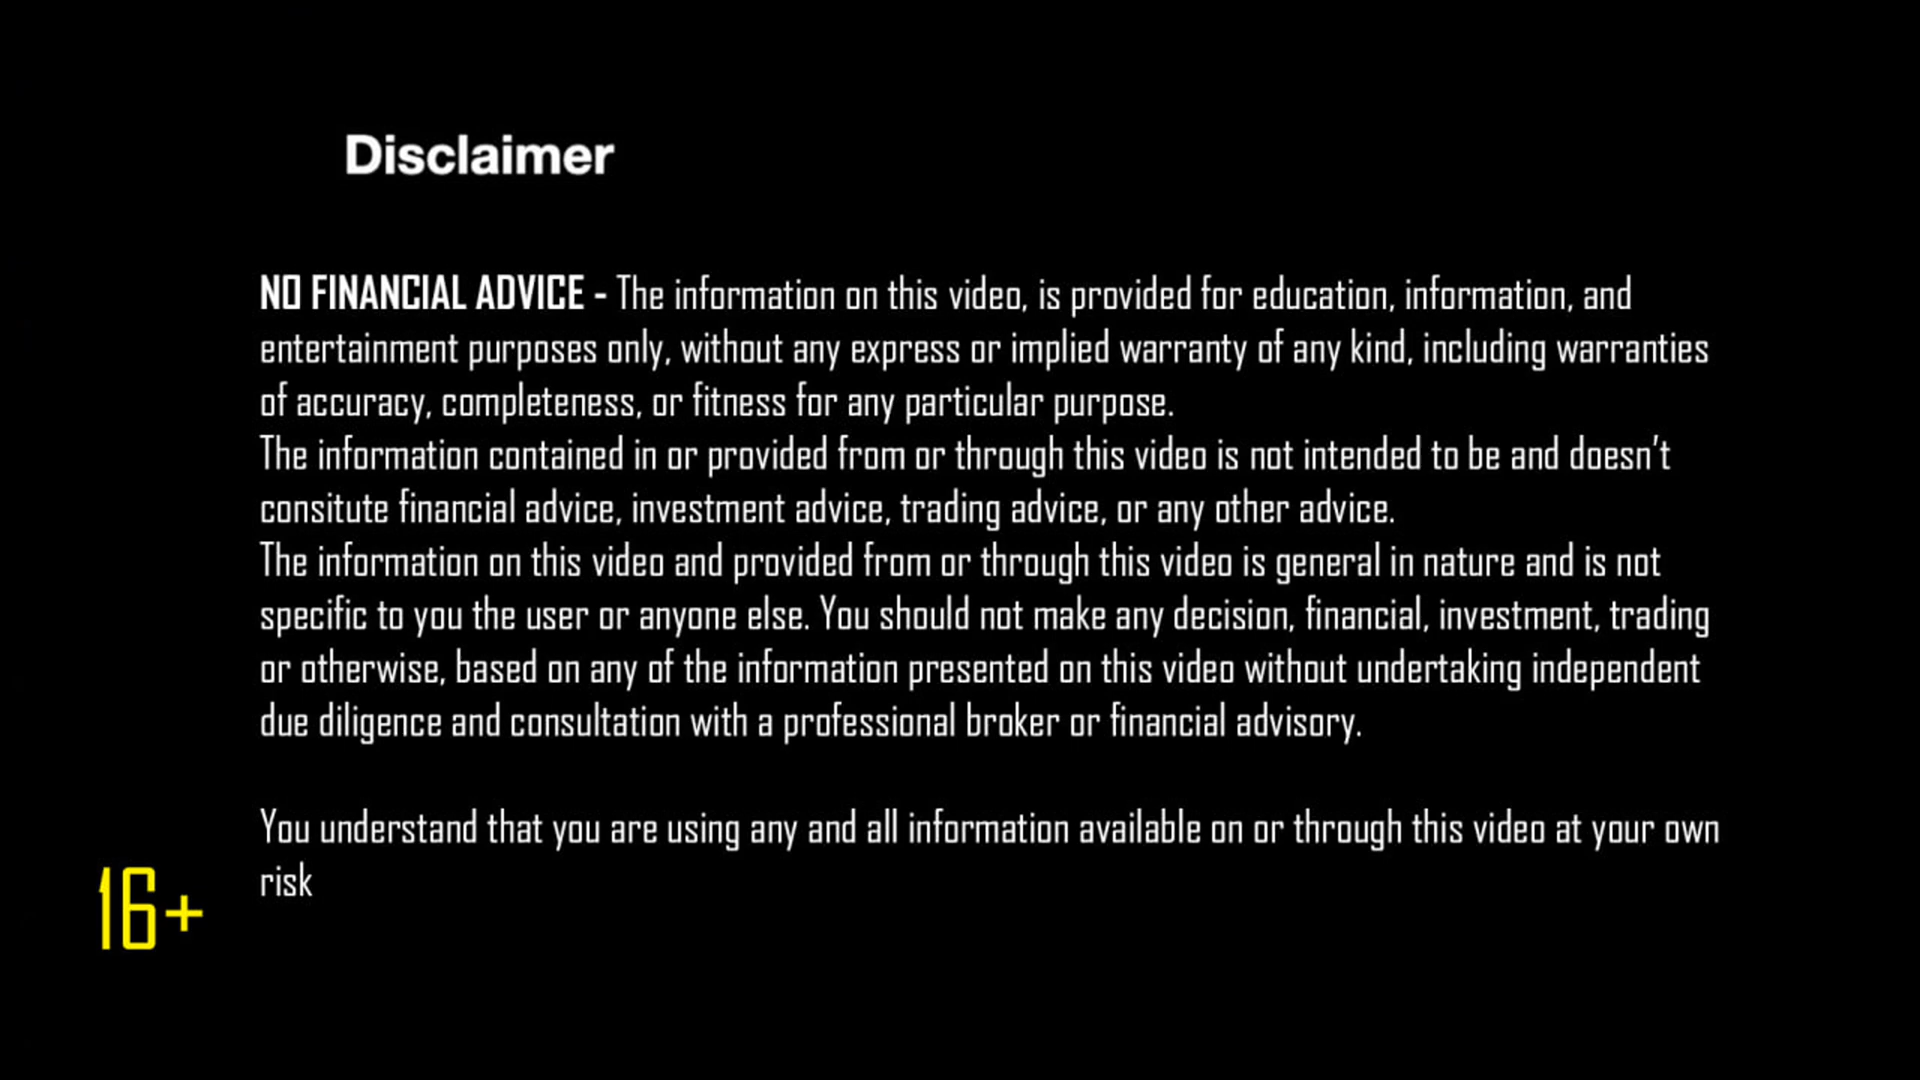 Disclaimer
NO FINANCIAL ADVICE - The information on this video, is provided for education, information, and
entertainment purposes only, without any express or implied warranty of any kind, including warranties
of accuracy, completeness, or fitness for any particular purpose.
The information contained in or provided from or through this video is not intended to be and doesn't
consitute financial advice, investment advice, trading advice, or any other advice.
The information on this video and provided from or through this video is general in nature and is not
specific to you the user or anyone else. You should not make any decision, financial, investment, trading
or otherwise, based on any of the information presented on this video without undertaking independent
due diligence and consultation with a professional broker or financial advisory.
You understand that you are using any and all information available on or through this video at your own
risk
16+